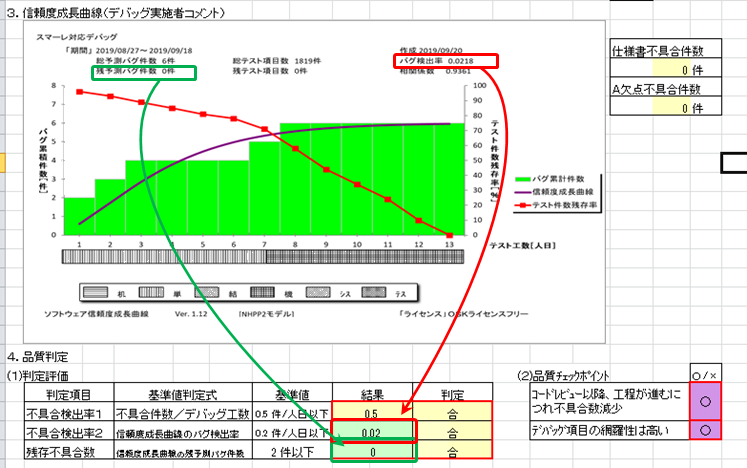 3. 信頼度成長曲線(デバッグ実施者コメント)
スマーレ対応デバッグ
「期間」 2019/08/27～2019/09/18
作成 2019/09/20
総予測バグ件数 6件
総テスト項目数 1819件
バグ検出率 0.0218
残予測バグ件数 0件
残テスト項目数 0件
相関係数 0.9361
仕様書不具合件数
0 件
A欠点不具合件数
0 件
バグ累積件数[件]
8
7
6
5
4
3
2
1
0
テスト件数残存率[%]
100
90
80
70
60
50
40
30
20
10
0
バグ累計件数
信頼度成長曲線
テスト件数残存率
1 2 3 4 5 6 7 8 9 10 11 12 13
テスト工数[人日]
机 単 結 機 シス テス
ソフトウェア信頼度成長曲線 Ver. 1.12 [NHPP2モデル] 「ライセンス」OSKライセンスフリー
4. 品質判定
(1)判定評価
判定項目 基準値判定式 基準値 結果 判定
不具合検出率1 不具合件数／デバッグ工数 0.5 件/人日以下 0.5 合
不具合検出率2 信頼度成長曲線のバグ検出率 0.2 件/人日以下 0.02 合
残存不具合数 信頼度成長曲線の残予測バグ件数 2 件以下 0 合
(2)品質チェックポイント ○/×
コードレビュー以降、工程が進むに
つれ不具合数減少 ○
デバッグ項目の網羅性は高い ○